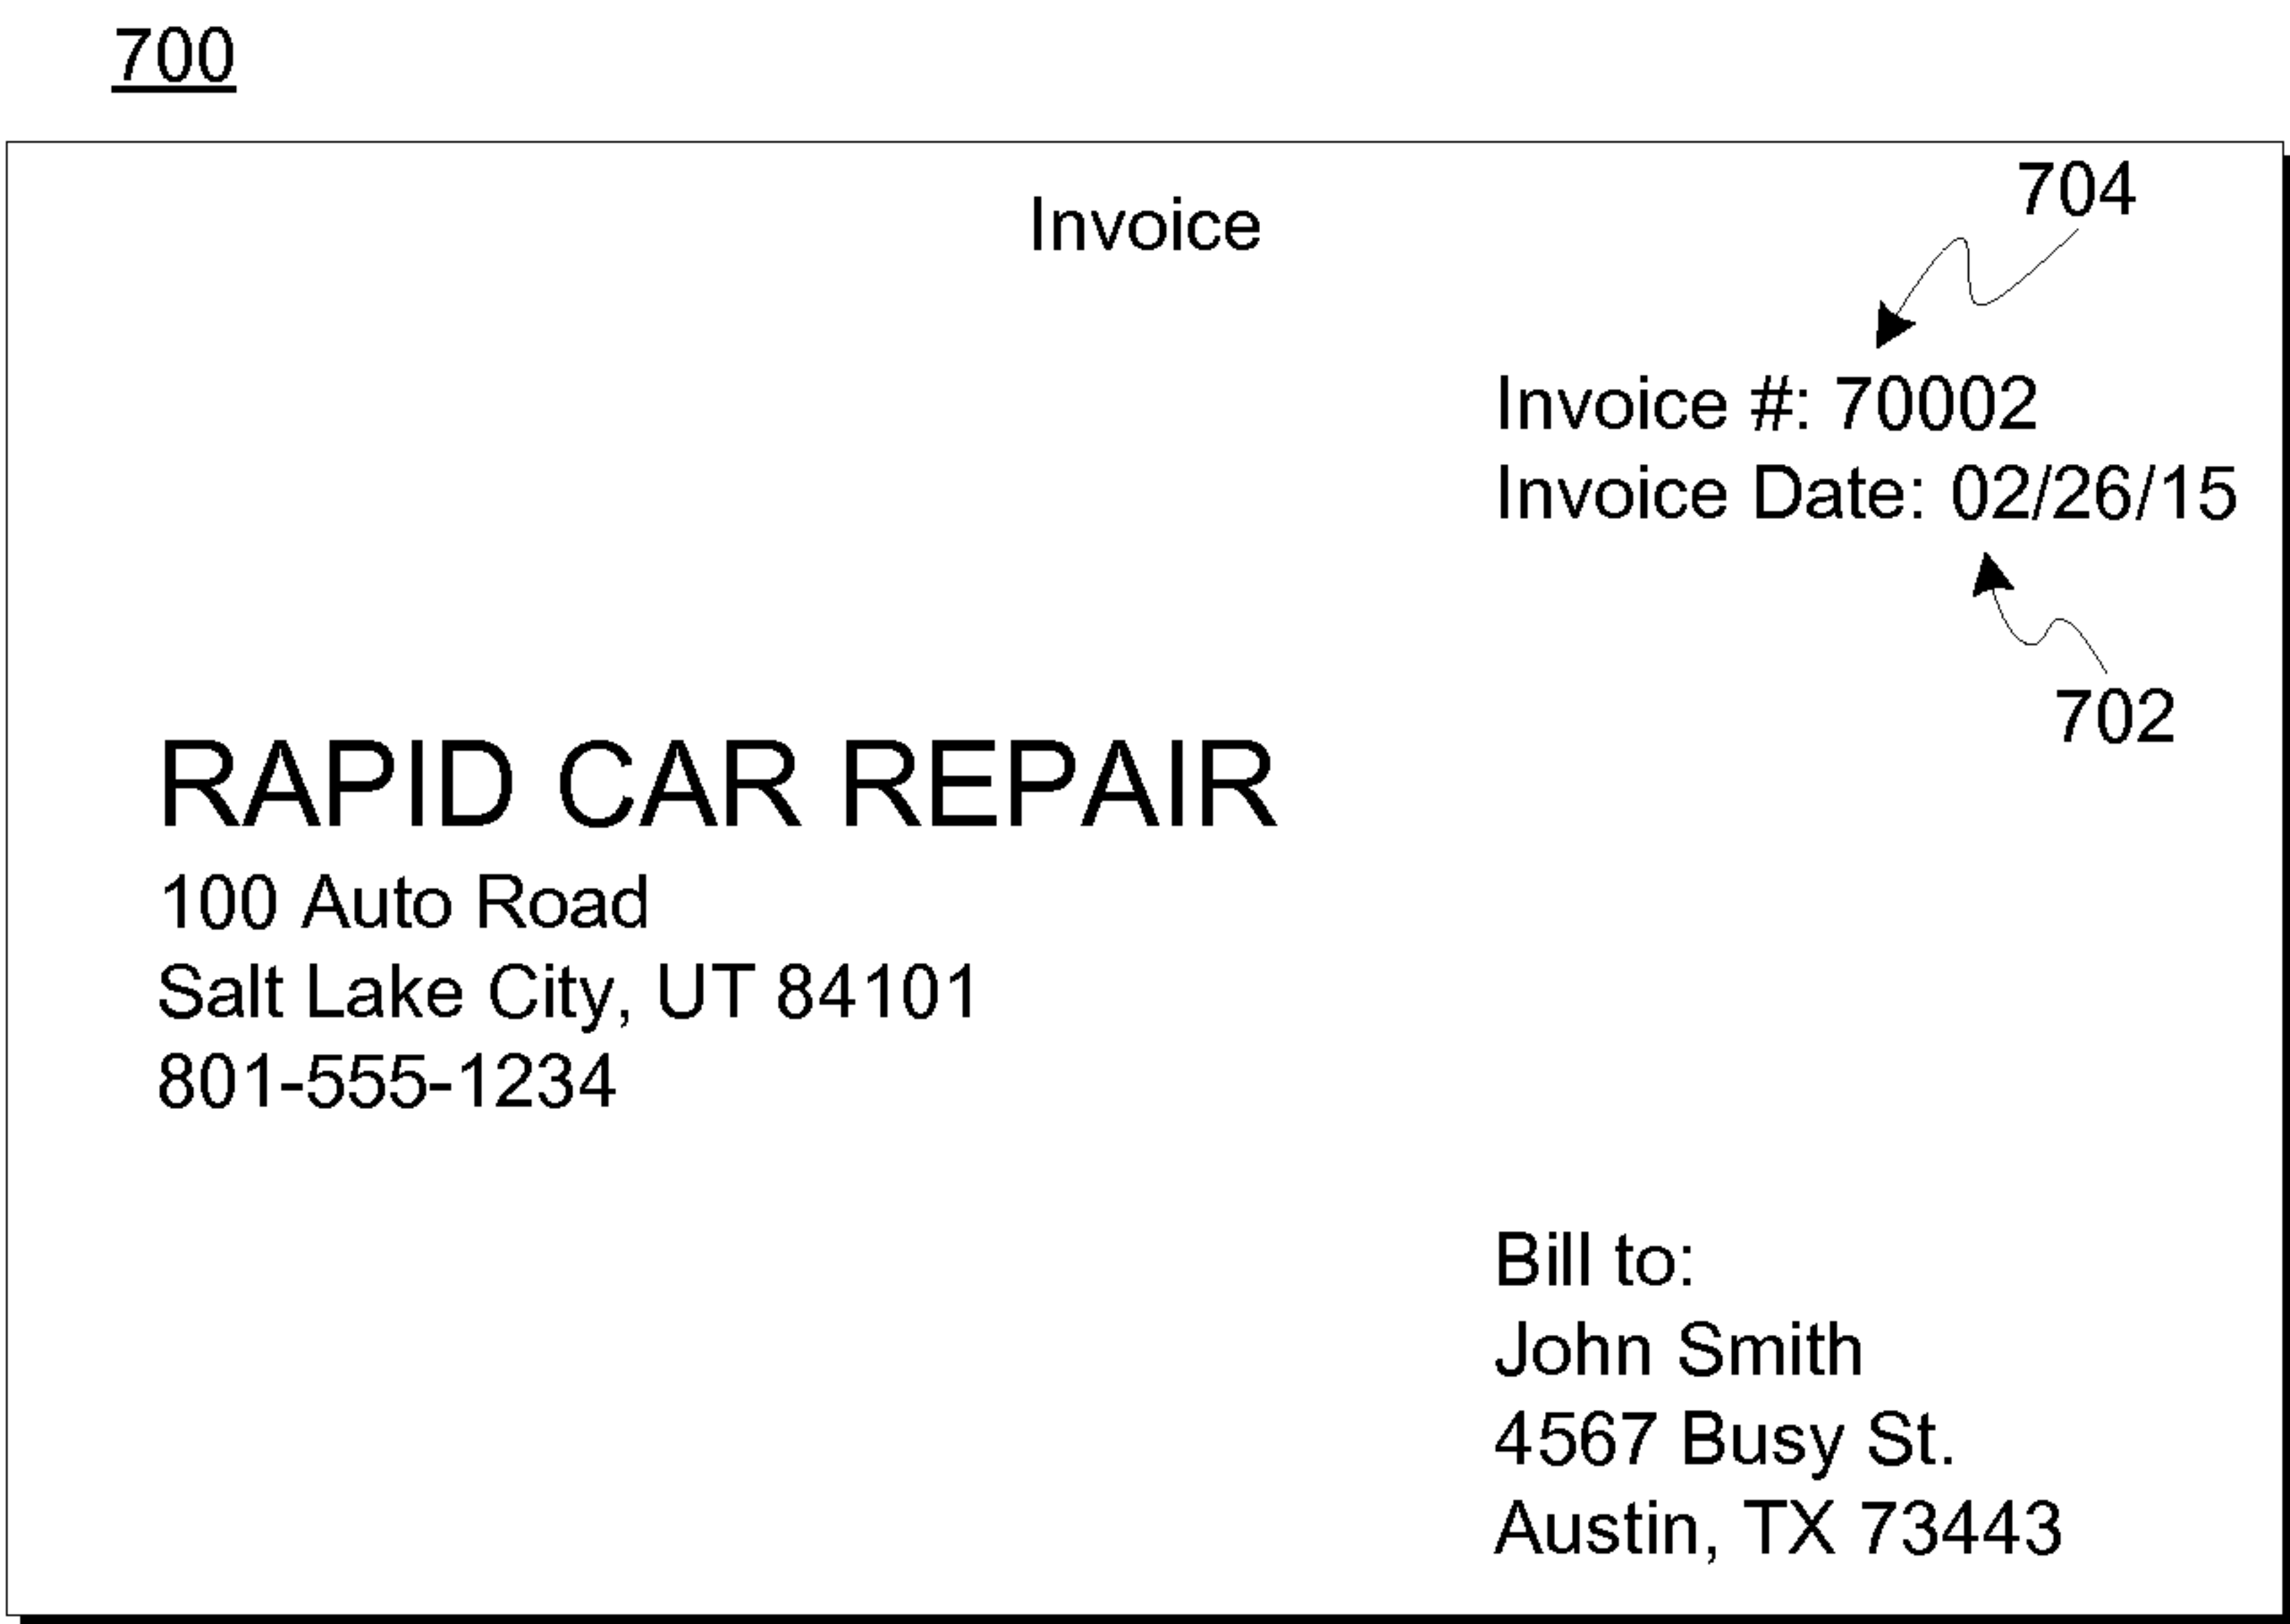 700
Invoice
704
Invoice #: 70002
Invoice Date: 02/26/15
702
RAPID CAR REPAIR
100 Auto Road
Salt Lake City, UT 84101
801-555-1234
Bill to:
John Smith
4567 Busy St.
Austin, TX 73443